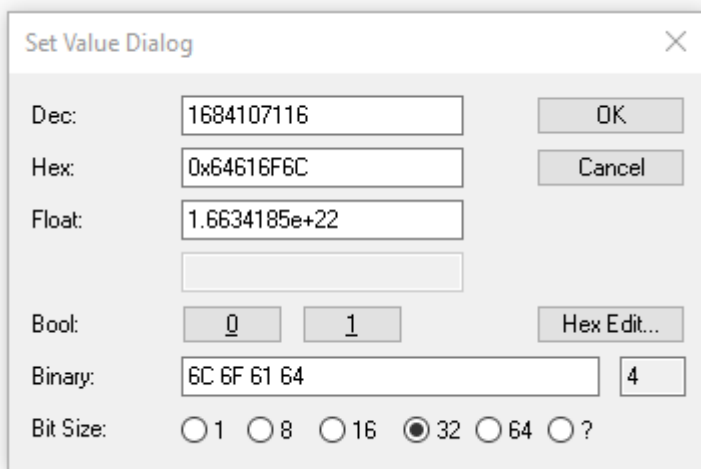 Set Value Dialog
Dec: 1684107116 OK
Hex: 0x64616F6C Cancel
Float: 1.6634185e+22
Bool: 0 1 Hex Edit...
Binary: 6C 6F 61 64 4
Bit Size: 1 8 16 32 64 ?